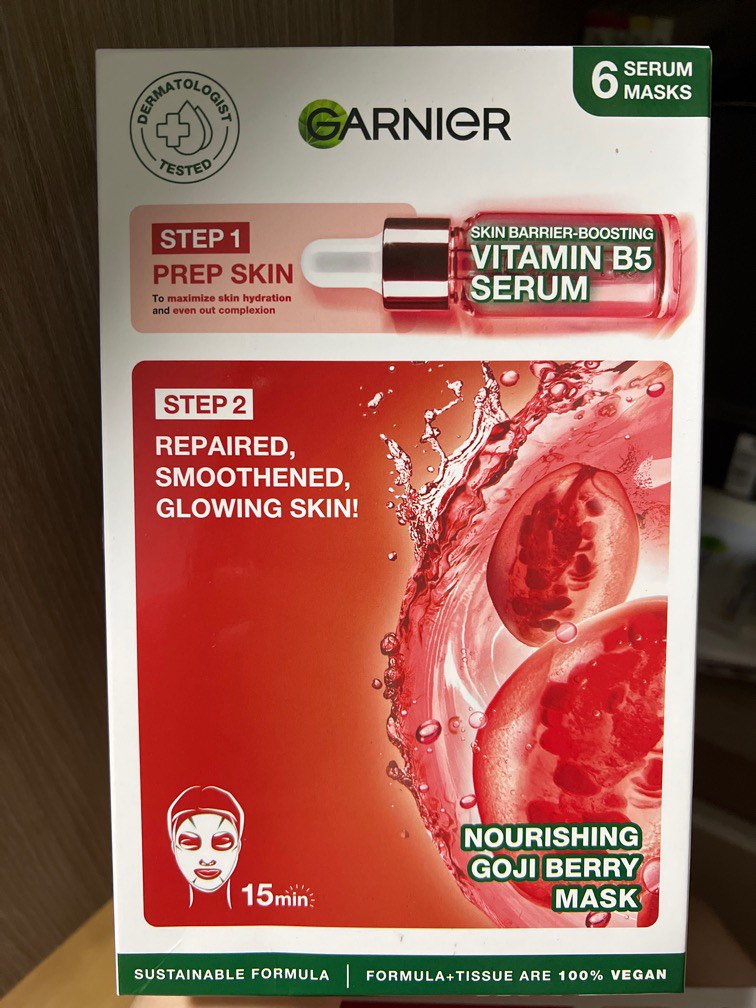 DERMATOLOGIST
TESTED
GARNIER
6 SERUM
MASKS
STEP 1
PREP SKIN
To maximize skin hydration
and even out complexion
SKIN BARRIER-BOOSTING
VITAMIN B5
SERUM
STEP 2
REPAIRED,
SMOOTHENED,
GLOWING SKIN!
15min
NOURISHING
GOJI BERRY
MASK
SUSTAINABLE FORMULA | FORMULA+TISSUE ARE 100% VEGAN